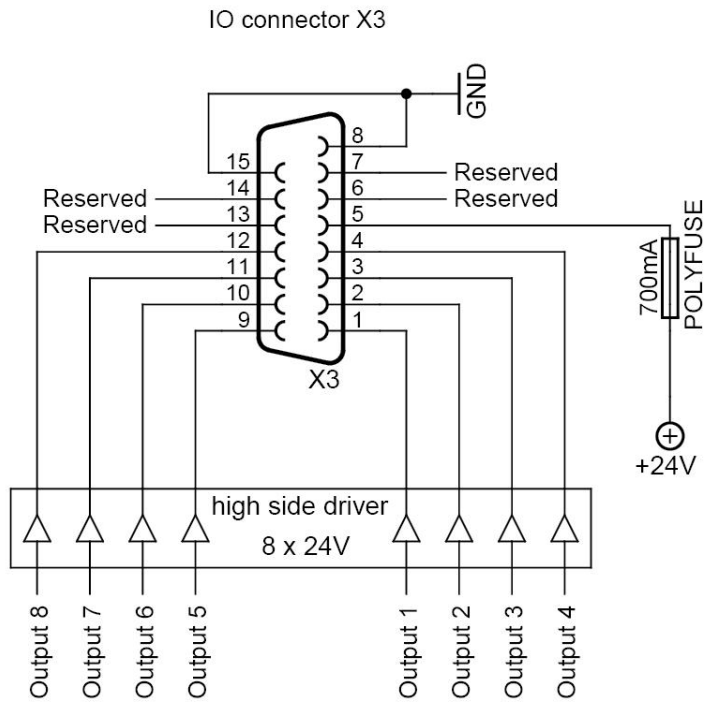 IO connector X3
GND
8
15
7
Reserved
14
6
Reserved
Reserved
13
5
Reserved
12
4
11
3
10
2
9
1
700mA
POLYFUSE
X3
+
+24V
high side driver
8 x 24V
Output 8
Output 7
Output 6
Output 5
Output 1
Output 2
Output 3
Output 4